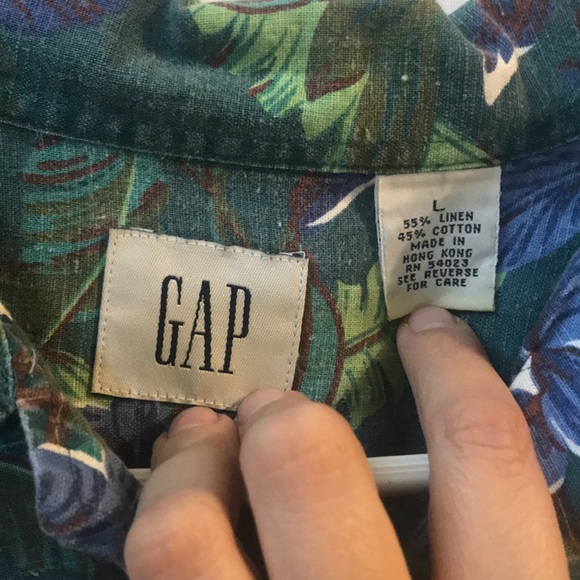 GAP
L
55% LINEN
45% COTTON
MADE IN
HONG KONG
RN 54023
SEE REVERSE
FOR CARE